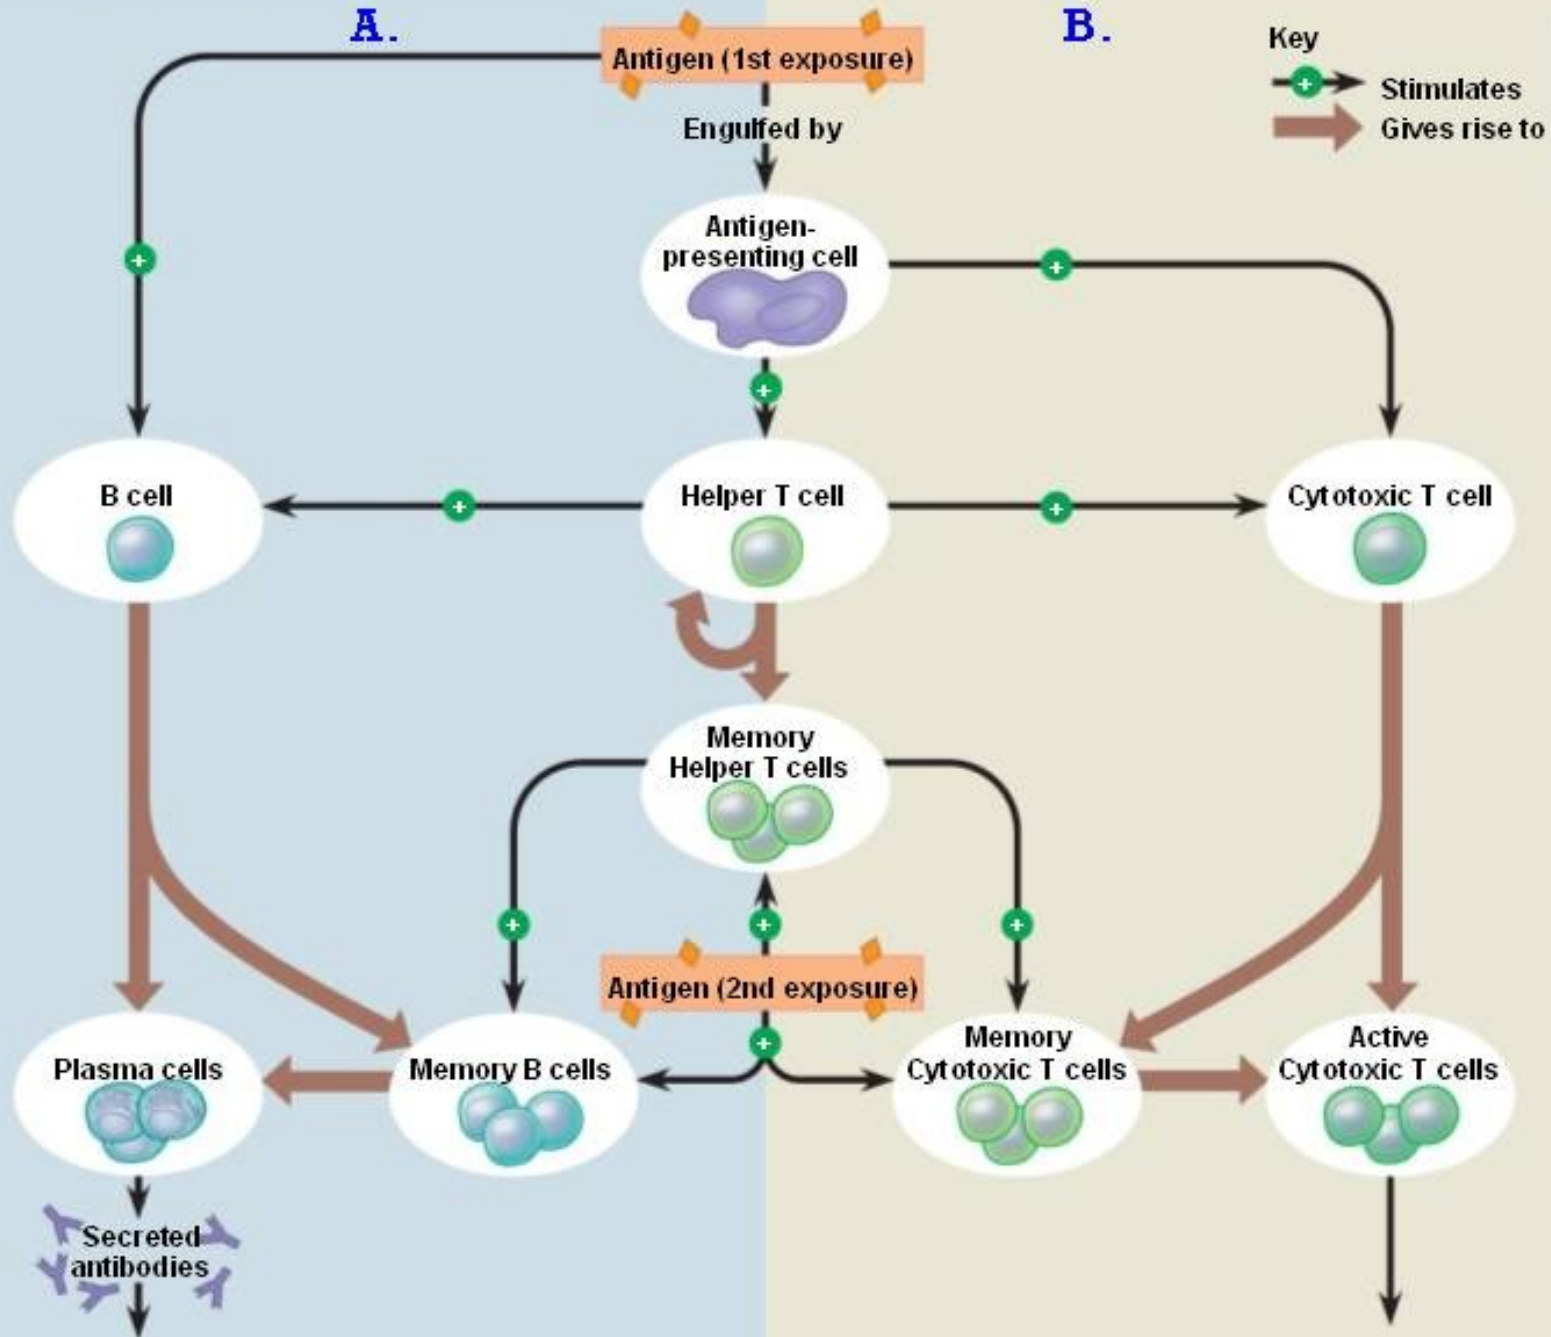 A.
B.
Antigen (1st exposure)
Key
Stimulates
Gives rise to
Engulfed by
Antigen-
presenting cell
B cell
Helper T cell
Cytotoxic T cell
Memory
Helper T cells
Antigen (2nd exposure)
Plasma cells
Memory B cells
Memory
Cytotoxic T cells
Active
Cytotoxic T cells
Secreted
antibodies